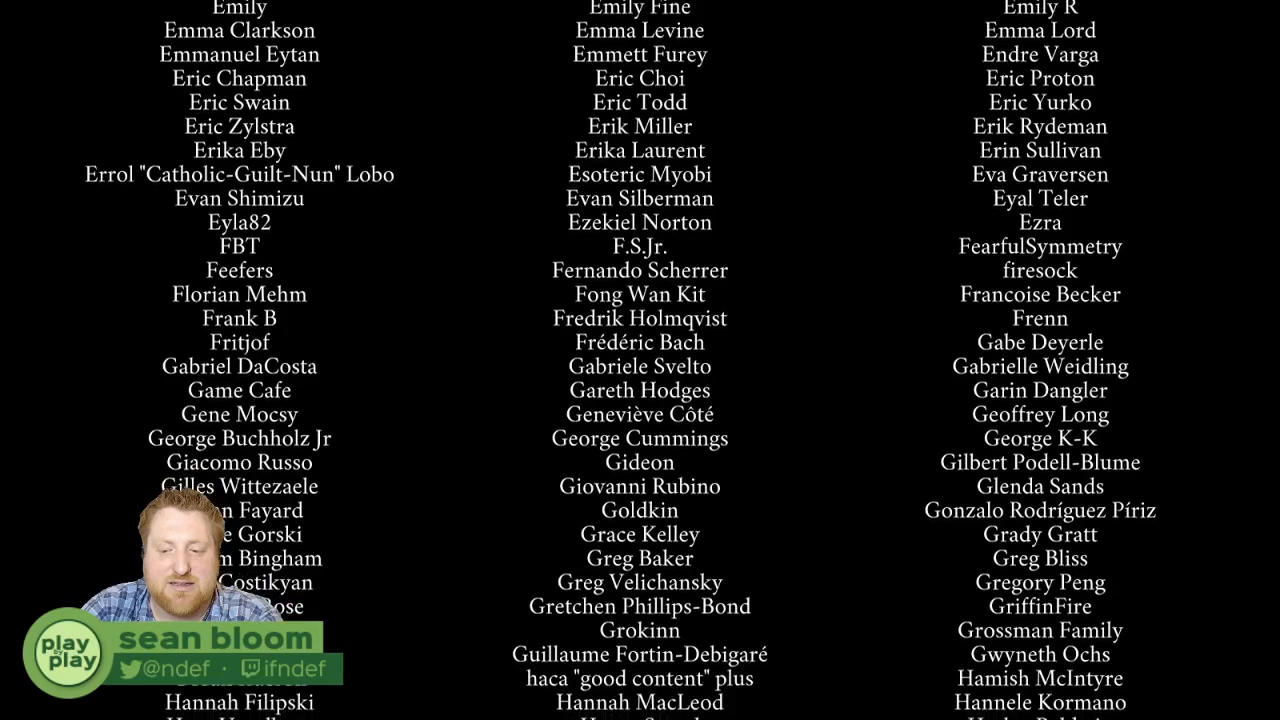 Emily Emily Fine Emily R
Emma Clarkson Emma Levine Emma Lord
Emmanuel Eytan Emmett Furey Endre Varga
Eric Chapman Eric Choi Eric Proton
Eric Swain Eric Todd Eric Yurko
Eric Zylstra Erik Miller Erik Rydeman
Erika Eby Erika Laurent Erin Sullivan
Errol "Catholic-Guilt-Nun" Lobo Esoteric Myobi Eva Graversen
Evan Shimizu Evan Silberman Eyal Teler
Eyla82 Ezekiel Norton Ezra
FBT F.S.Jr. FearfulSymmetry
Feefers Fernando Scherrer firesock
Florian Mehm Fong Wan Kit Francoise Becker
Frank B Fredrik Holmqvist Frenn
Fritjof Frédéric Bach Gabe Deyerle
Gabriel DaCosta Gabriele Svelto Gabrielle Weidling
Game Cafe Gareth Hodges Garin Dangler
Gene Mocsy Geneviève Côté Geoffrey Long
George Buchholz Jr George Cummings George K-K
Giacomo Russo Gideon Gilbert Podell-Blume
Gilles Wittezaele Giovanni Rubino Glenda Sands
Fayard Goldkin Gonzalo Rodríguez Píriz
Gorski Grace Kelley Grady Gratt
Bingham Greg Baker Greg Bliss
Costikyan Greg Velichansky Gregory Peng
Gretchen Phillips-Bond GriffinFire
Grokinn Grossman Family
Guillaume Fortin-Debigaré Gwyneth Ochs
haca "good content" plus Hamish McIntyre
Hannah Filipski Hannah MacLeod Hannele Kormano
play by play
sean bloom
@ndef · ifndef